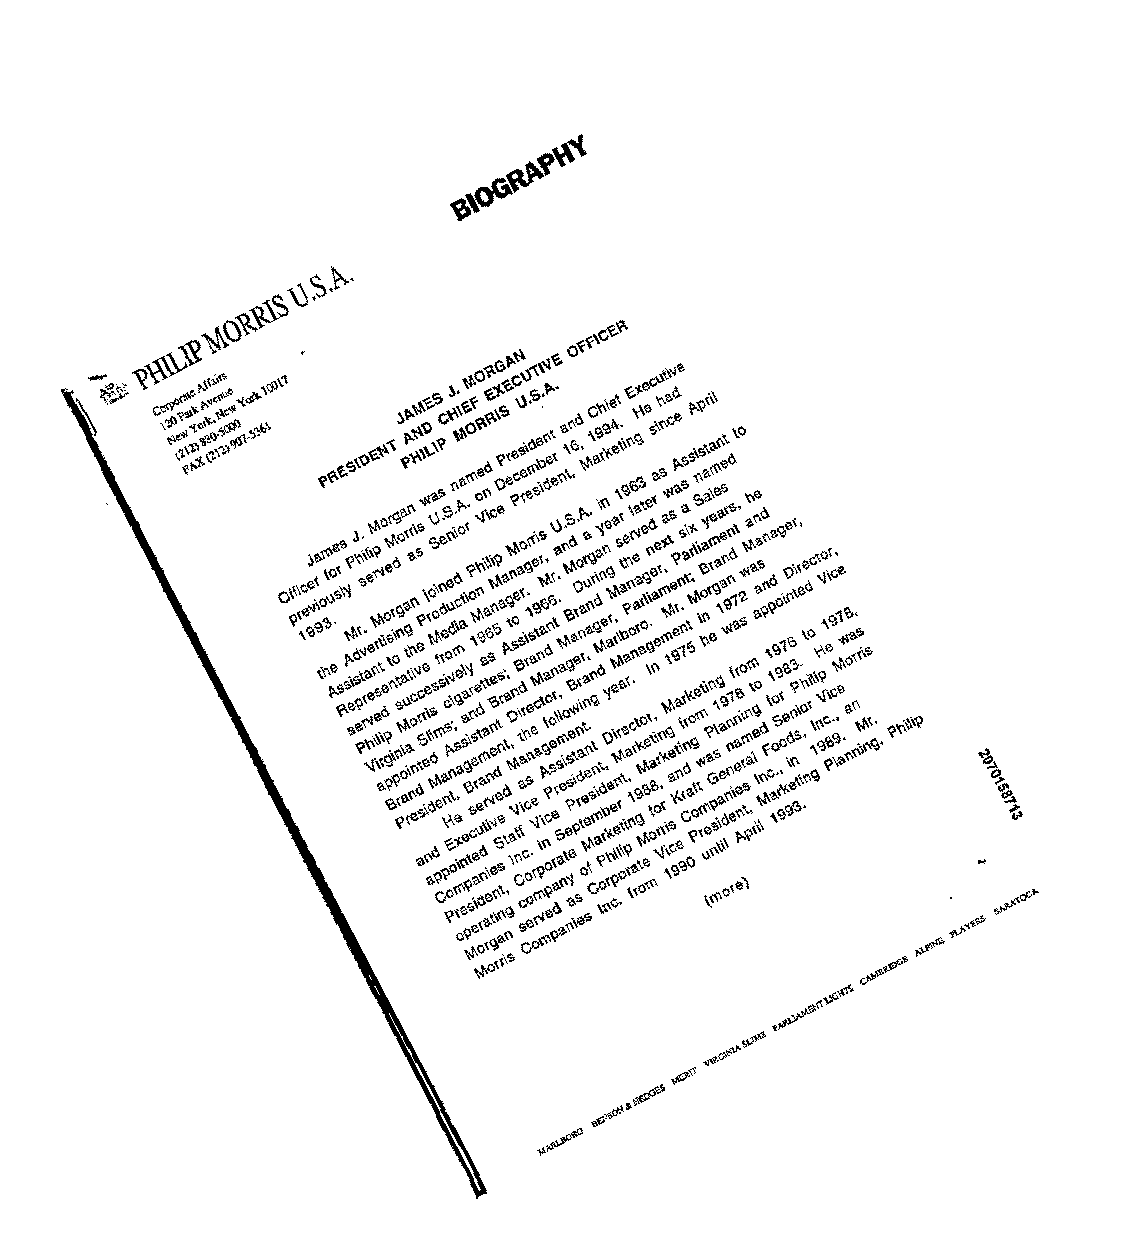 BIOGRAPHY
PHILIP MORRIS U.S.A.
Corporate Affairs
120 Park Avenue
New York, New York 10017
(212) 880-5000
FAX (212) 907-5361
JAMES J. MORGAN
PRESIDENT AND CHIEF EXECUTIVE OFFICER
PHILIP MORRIS U.S.A.
James J. Morgan was named President and Chief Executive
Officer for Philip Morris U.S.A. on December 16, 1994. He had
previously served as Senior Vice President, Marketing since April
1993.
Mr. Morgan joined Philip Morris U.S.A. in 1963 as Assistant to
the Advertising Production Manager, and a year later was named
Assistant to the Media Manager. Mr. Morgan served as a Sales
Representative from 1965 to 1966. During the next six years, he
served successively as Assistant Brand Manager, Parliament and
Philip Morris cigarettes; Brand Manager, Parliament; Brand Manager,
Virginia Slims; and Brand Manager, Marlboro. Mr. Morgan was
appointed Assistant Director, Brand Management in 1972 and Director,
Brand Management, the following year. In 1975 he was appointed Vice
President, Brand Management.
He served as Assistant Director, Marketing from 1976 to 1978,
and Executive Vice President, Marketing from 1978 to 1983. He was
appointed Staff Vice President, Marketing Planning for Philip Morris
Companies Inc. in September 1988, and was named Senior Vice
President, Corporate Marketing for Kraft General Foods, Inc., an
operating company of Philip Morris Companies Inc., in 1989. Mr.
Morgan served as Corporate Vice President, Marketing Planning, Philip
Morris Companies Inc. from 1990 until April 1993.
(more)
2070158713
MARLBORO BENSON & HEDGES MERIT VIRGINIA SLIMS PARLIAMENT LIGHTS CAMBRIDGE ALPINE PLAYERS SARATOGA